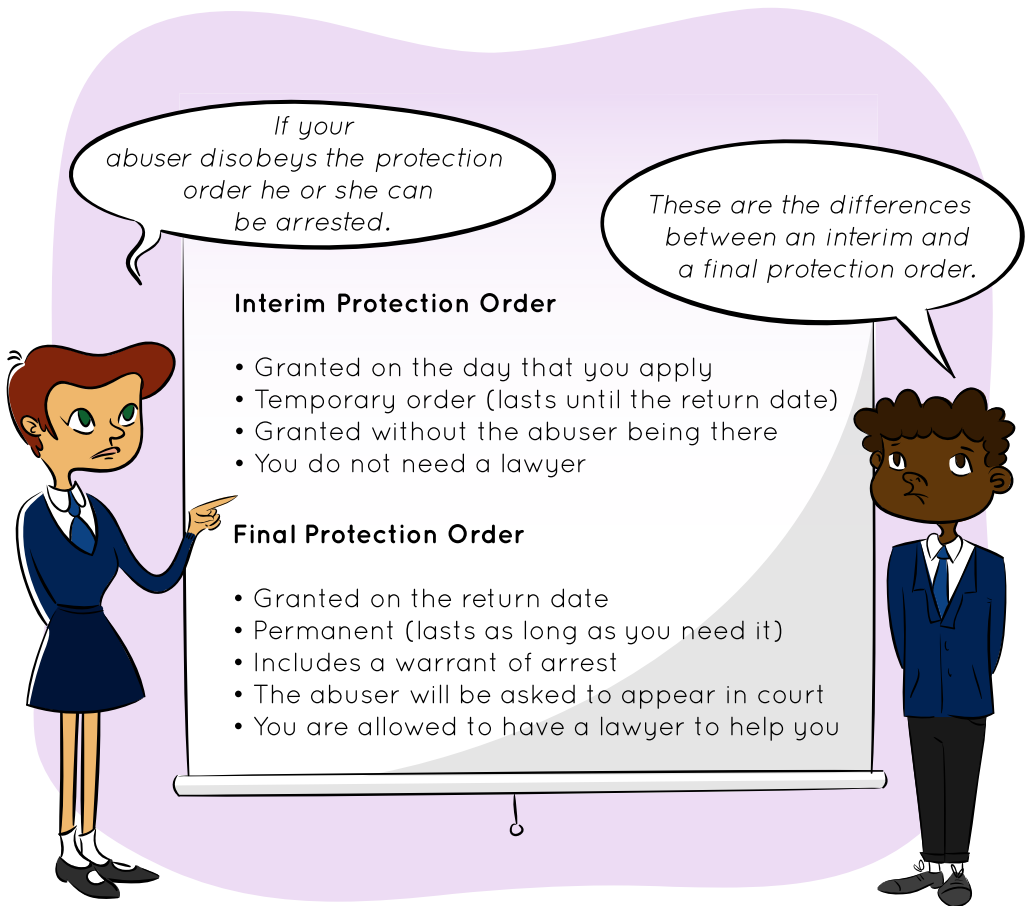 If your
abuser disobeys the protection
order he or she can
be arrested.
These are the differences
between an interim and
a final protection order.
Interim Protection Order
• Granted on the day that you apply
• Temporary order (lasts until the return date)
• Granted without the abuser being there
• You do not need a lawyer
Final Protection Order
• Granted on the return date
• Permanent (lasts as long as you need it)
• Includes a warrant of arrest
• The abuser will be asked to appear in court
• You are allowed to have a lawyer to help you